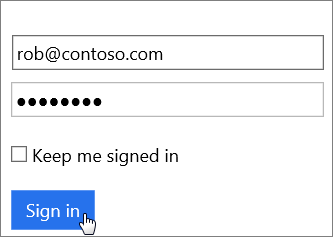 rob@contoso.com
●●●●●●●●
Keep me signed in
Sign in